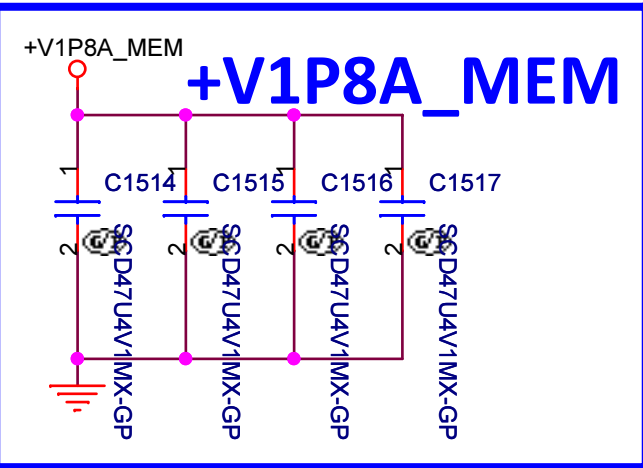 +V1P8A_MEM
+V1P8A_MEM
1 C1514 1 C1515 1 C1516 1 C1517
2 2 2 2
SCD47U4V1MX-GP SCD47U4V1MX-GP SCD47U4V1MX-GP SCD47U4V1MX-GP